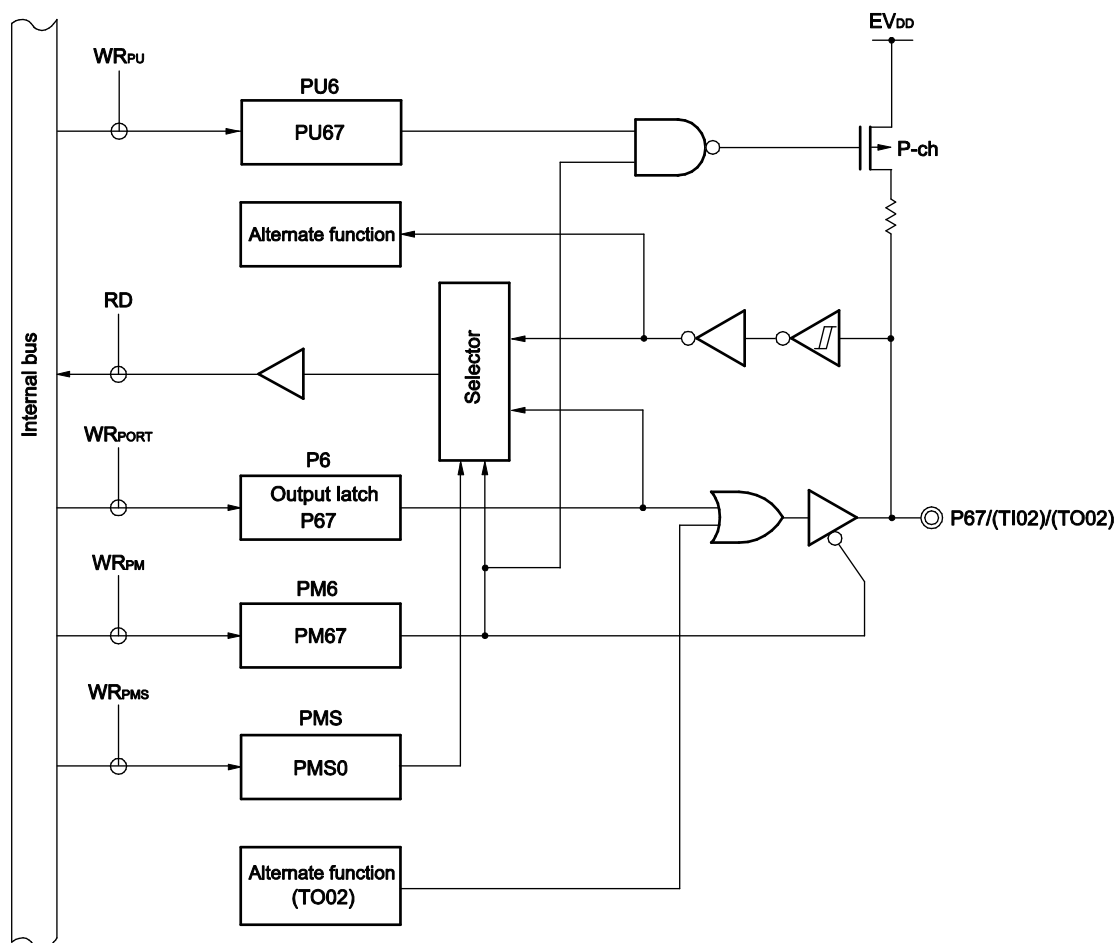 EVDD
WRPU
PU6
PU67
P-ch
Alternate function
RD
Selector
Internal bus
WRPORT
P6
Output latch
P67
P67/(TI02)/(TO02)
WRPM
PM6
PM67
WRPMS
PMS
PMS0
Alternate function
(TO02)